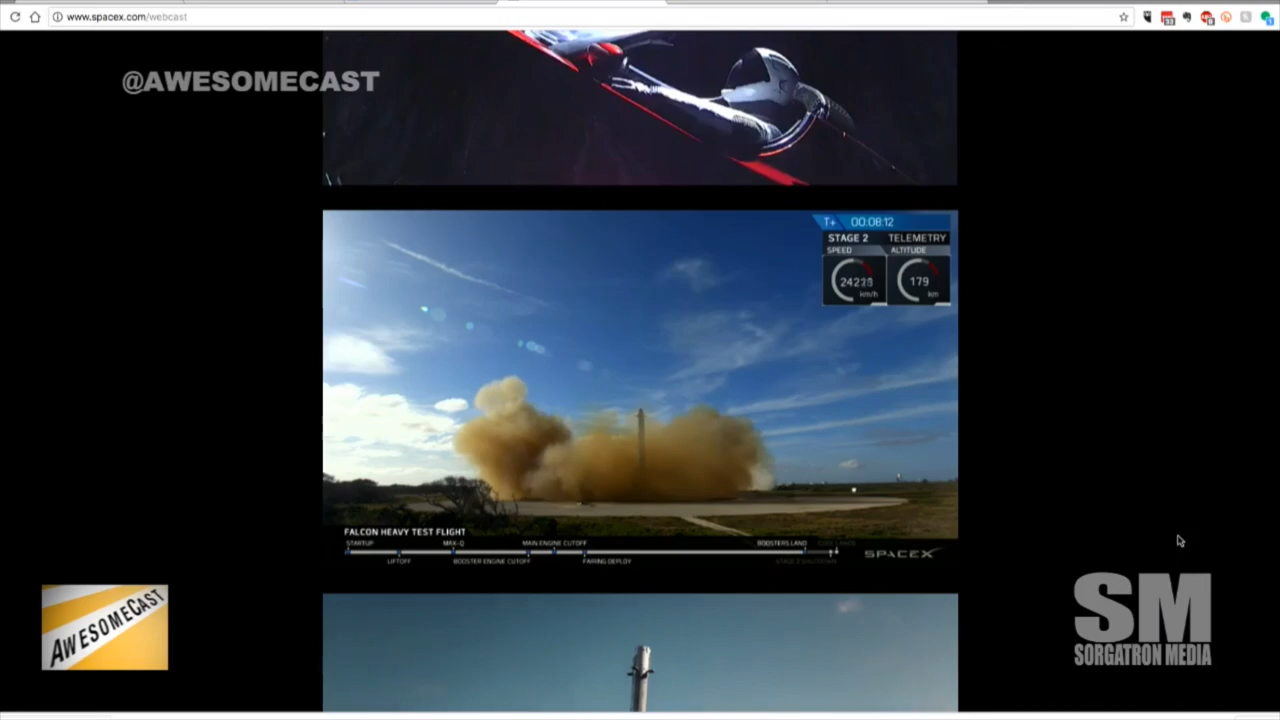 www.spacex.com/webcast
@AWESOMECAST
T+ 00:08:12
STAGE 2 TELEMETRY
SPEED ALTITUDE
179
km/h km
FALCON HEAVY TEST FLIGHT
STARTUP MAX-Q MAIN ENGINE CUTOFF BOOSTERS LAND
LIFTOFF BOOSTER ENGINE CUTOFF FAIRING DEPLOY
SPACEX
AWESOMECAST
SM
SORGATRON MEDIA